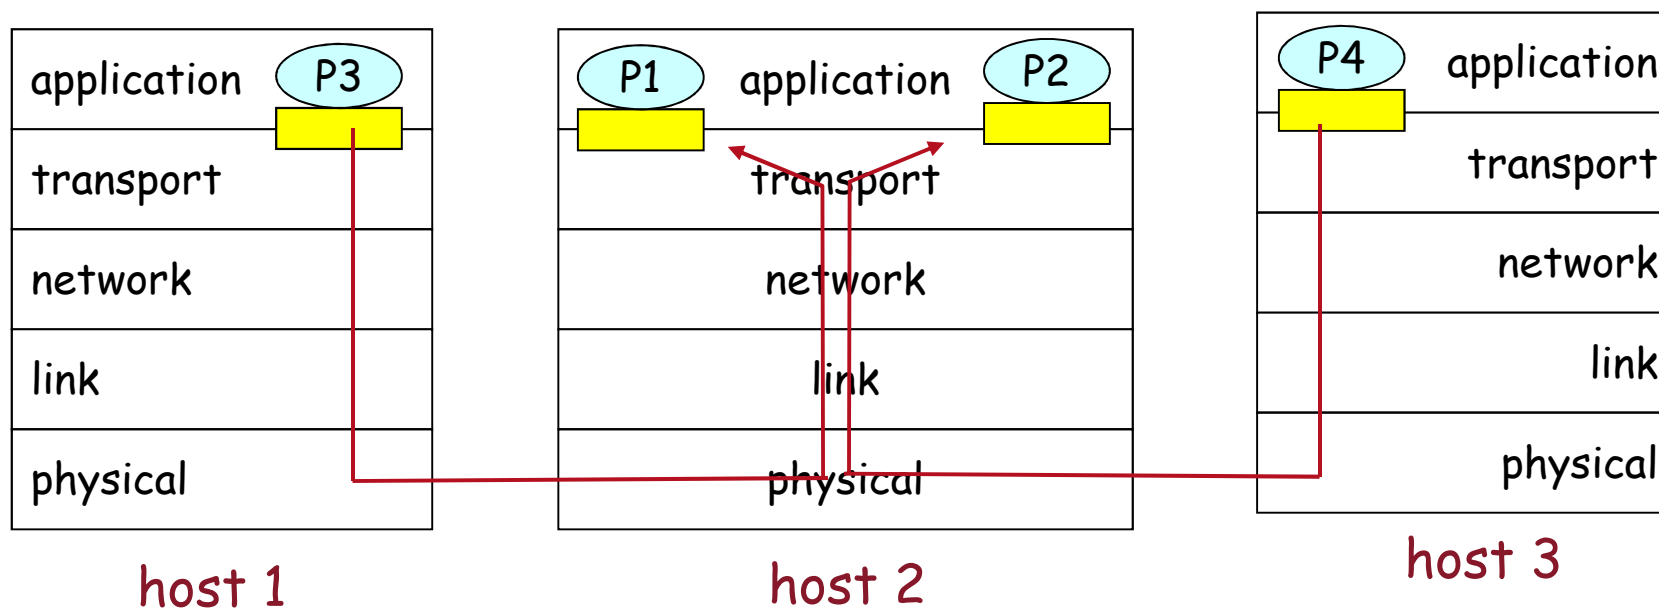 application P3
transport
network
link
physical
host 1
P1 application P2
transport
network
link
physical
host 2
P4 application
transport
network
link
physical
host 3